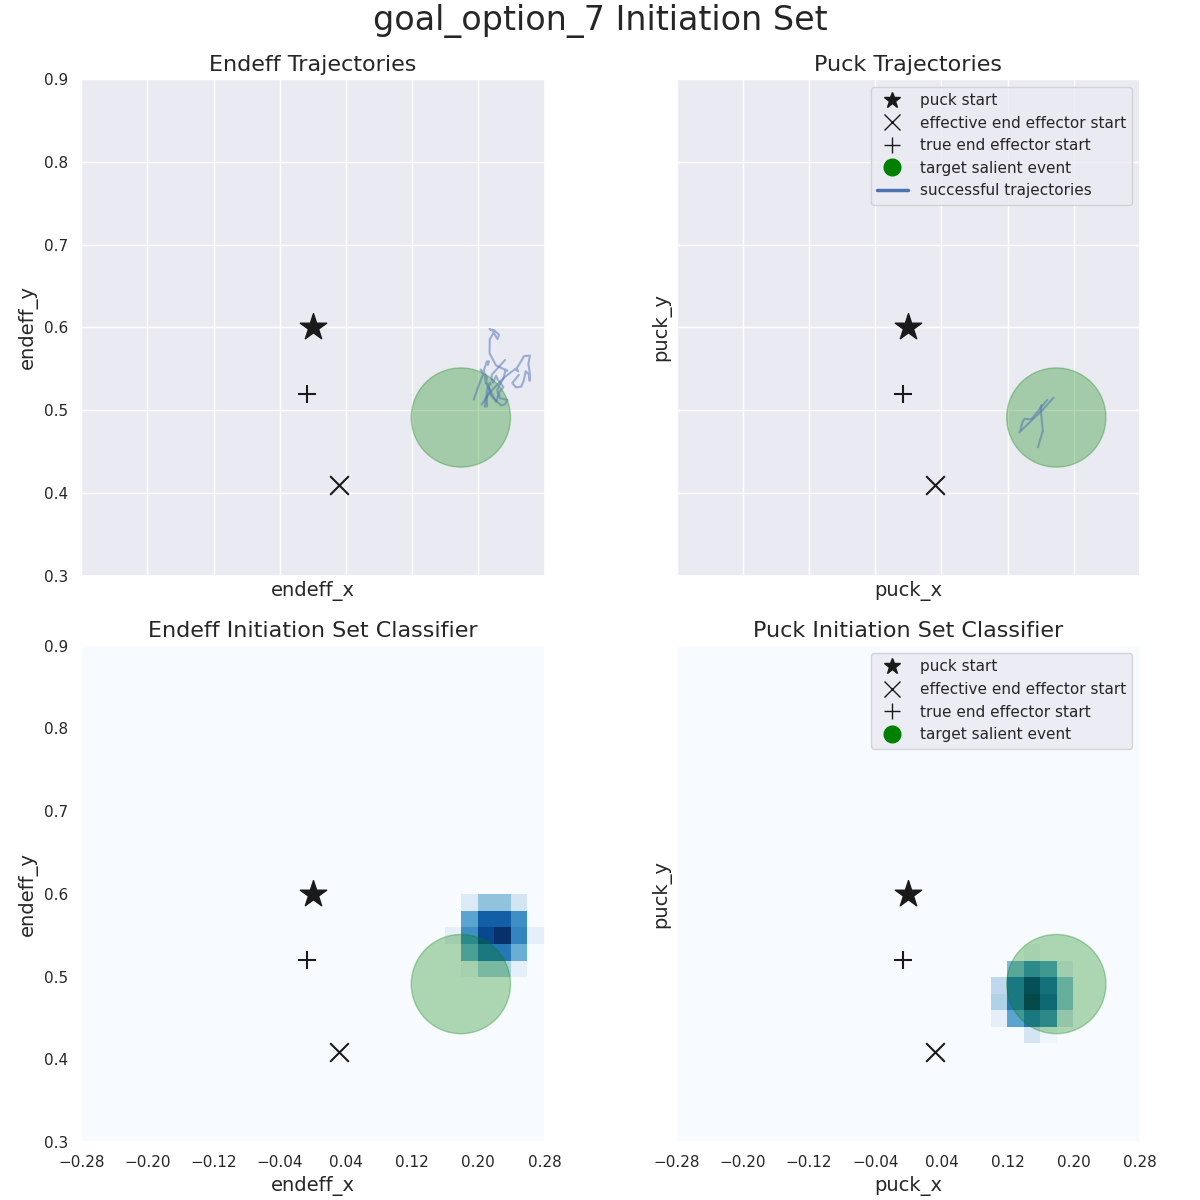 goal_option_7 Initiation Set
Endeff Trajectories
0.9
0.8
0.7
0.6
0.5
0.4
0.3
endeff_y
endeff_x
Puck Trajectories
puck start
effective end effector start
true end effector start
target salient event
successful trajectories
puck_y
puck_x
Endeff Initiation Set Classifier
0.9
0.8
0.7
0.6
0.5
0.4
0.3
endeff_y
−0.28 −0.20 −0.12 −0.04 0.04 0.12 0.20 0.28
endeff_x
Puck Initiation Set Classifier
puck start
effective end effector start
true end effector start
target salient event
puck_y
−0.28 −0.20 −0.12 −0.04 0.04 0.12 0.20 0.28
puck_x